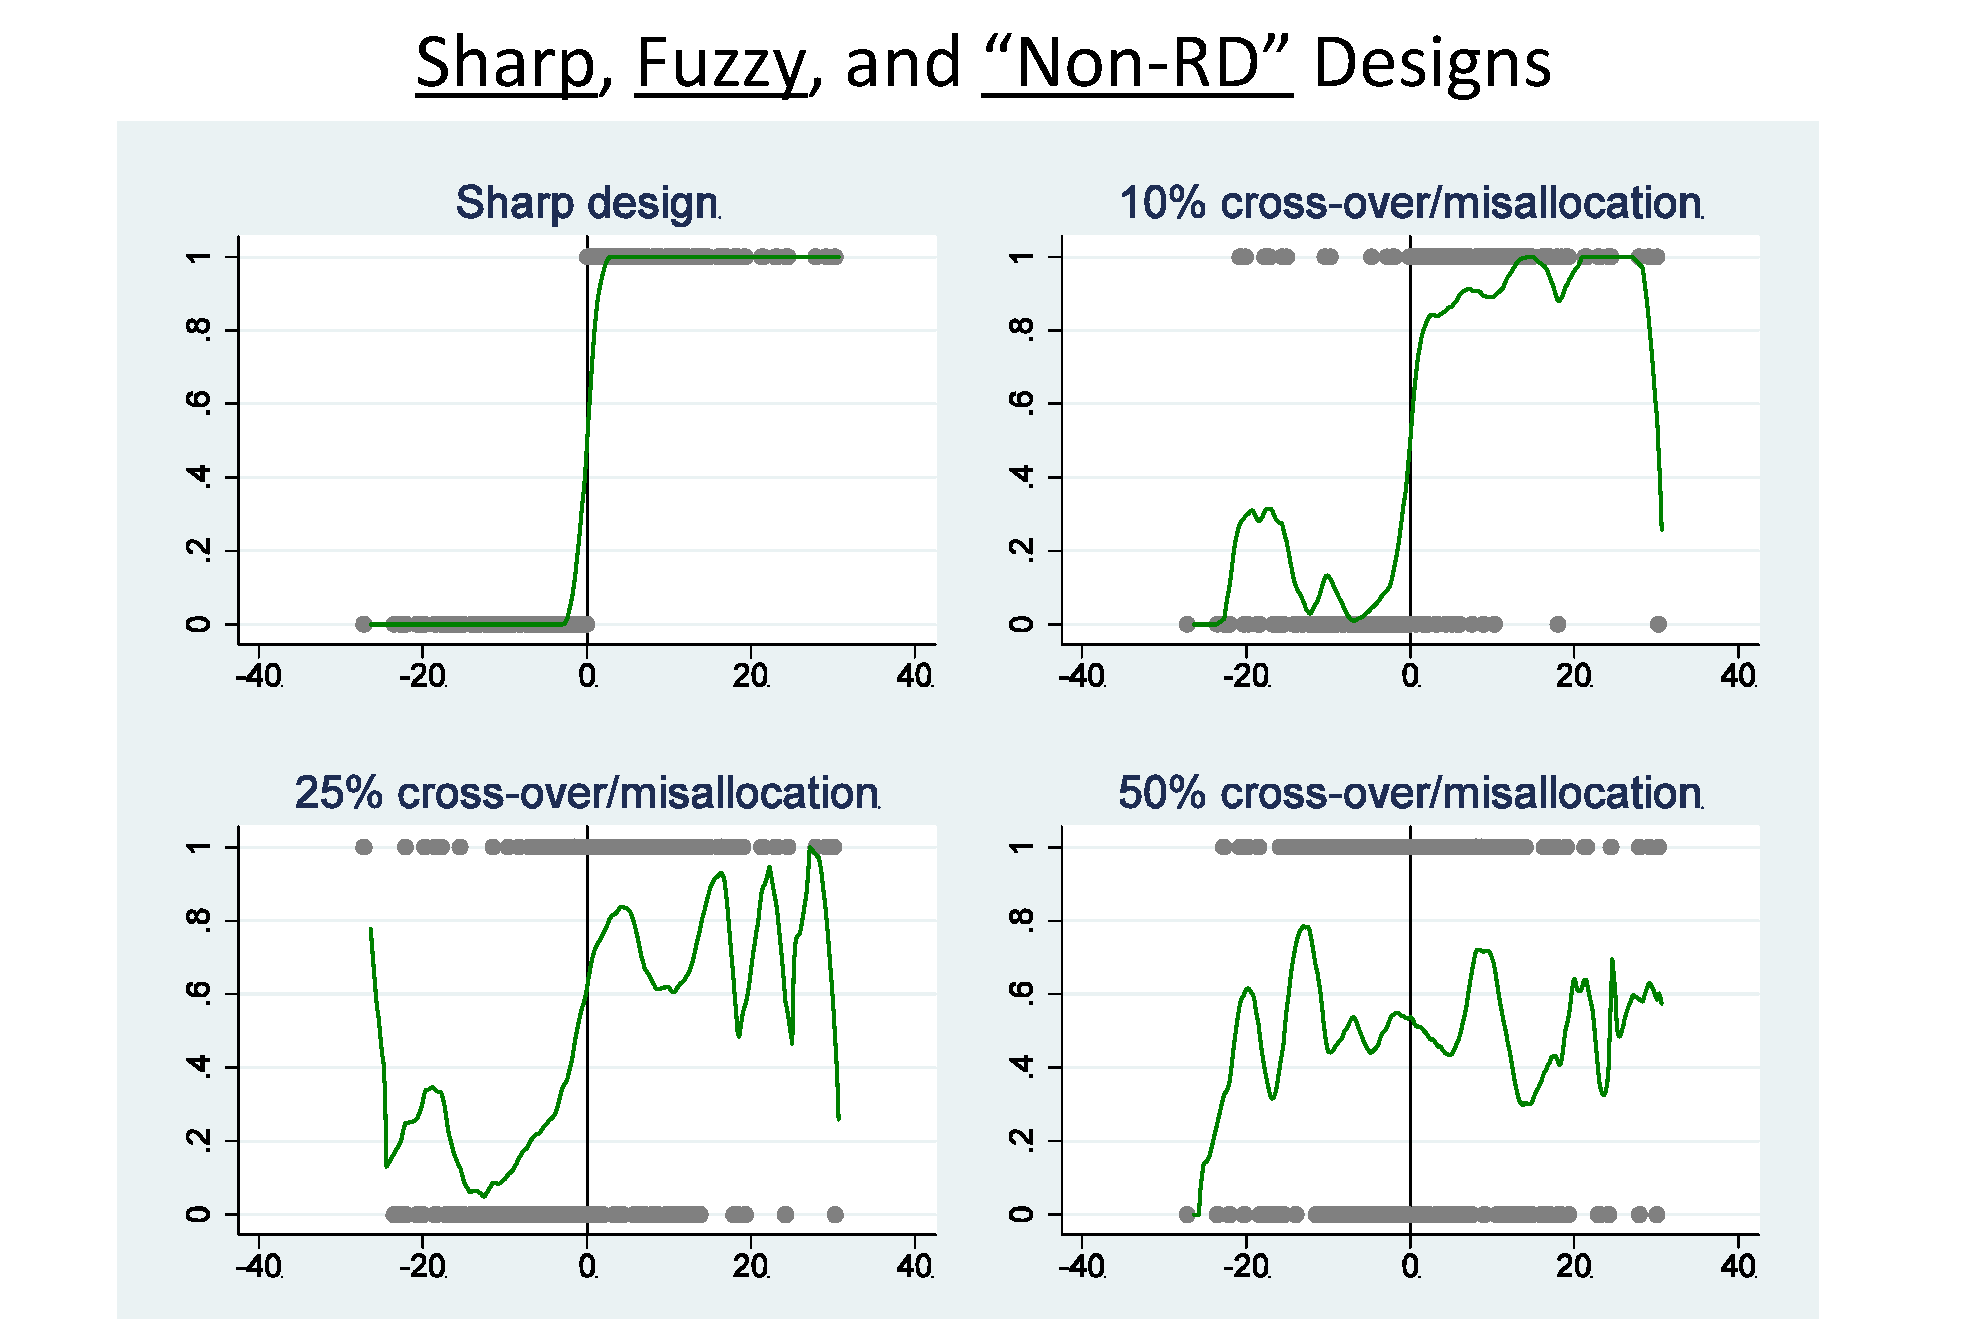 Sharp, Fuzzy, and “Non-RD” Designs
Sharp design
1
.8
.6
.4
.2
0
-40 -20 0 20 40
10% cross-over/misallocation
1
.8
.6
.4
.2
0
-40 -20 0 20 40
25% cross-over/misallocation
1
.8
.6
.4
.2
0
-40 -20 0 20 40
50% cross-over/misallocation
1
.8
.6
.4
.2
0
-40 -20 0 20 40